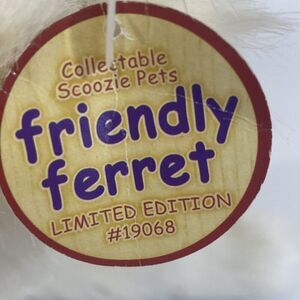 Collectable
Scoozie Pets
friendly
ferret
LIMITED EDITION
#19068